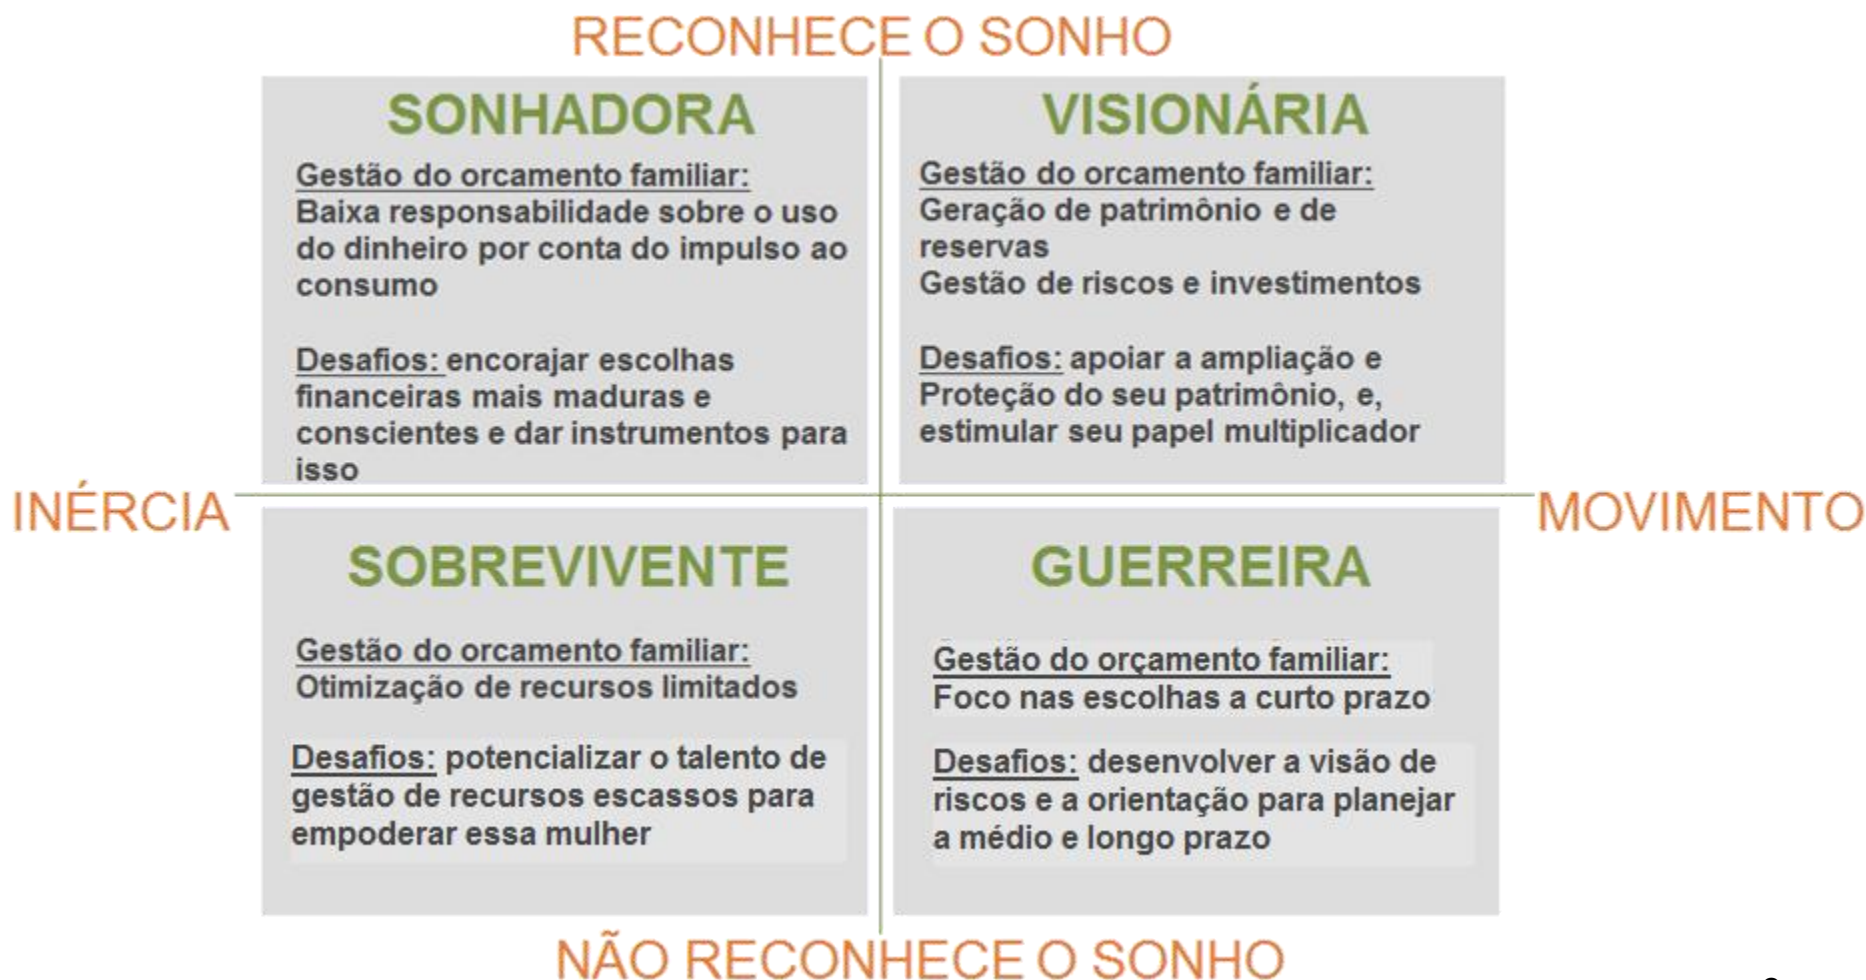 RECONHECE O SONHO
SONHADORA
Gestão do orcamento familiar:
Baixa responsabilidade sobre o uso
do dinheiro por conta do impulso ao
consumo
Desafios: encorajar escolhas
financeiras mais maduras e
conscientes e dar instrumentos para
isso
VISIONÁRIA
Gestão do orcamento familiar:
Geração de patrimônio e de
reservas
Gestão de riscos e investimentos
Desafios: apoiar a ampliação e
Proteção do seu patrimônio, e,
estimular seu papel multiplicador
INÉRCIA
MOVIMENTO
SOBREVIVENTE
Gestão do orcamento familiar:
Otimização de recursos limitados
Desafios: potencializar o talento de
gestão de recursos escassos para
empoderar essa mulher
GUERREIRA
Gestão do orçamento familiar:
Foco nas escolhas a curto prazo
Desafios: desenvolver a visão de
riscos e a orientação para planejar
a médio e longo prazo
NÃO RECONHECE O SONHO